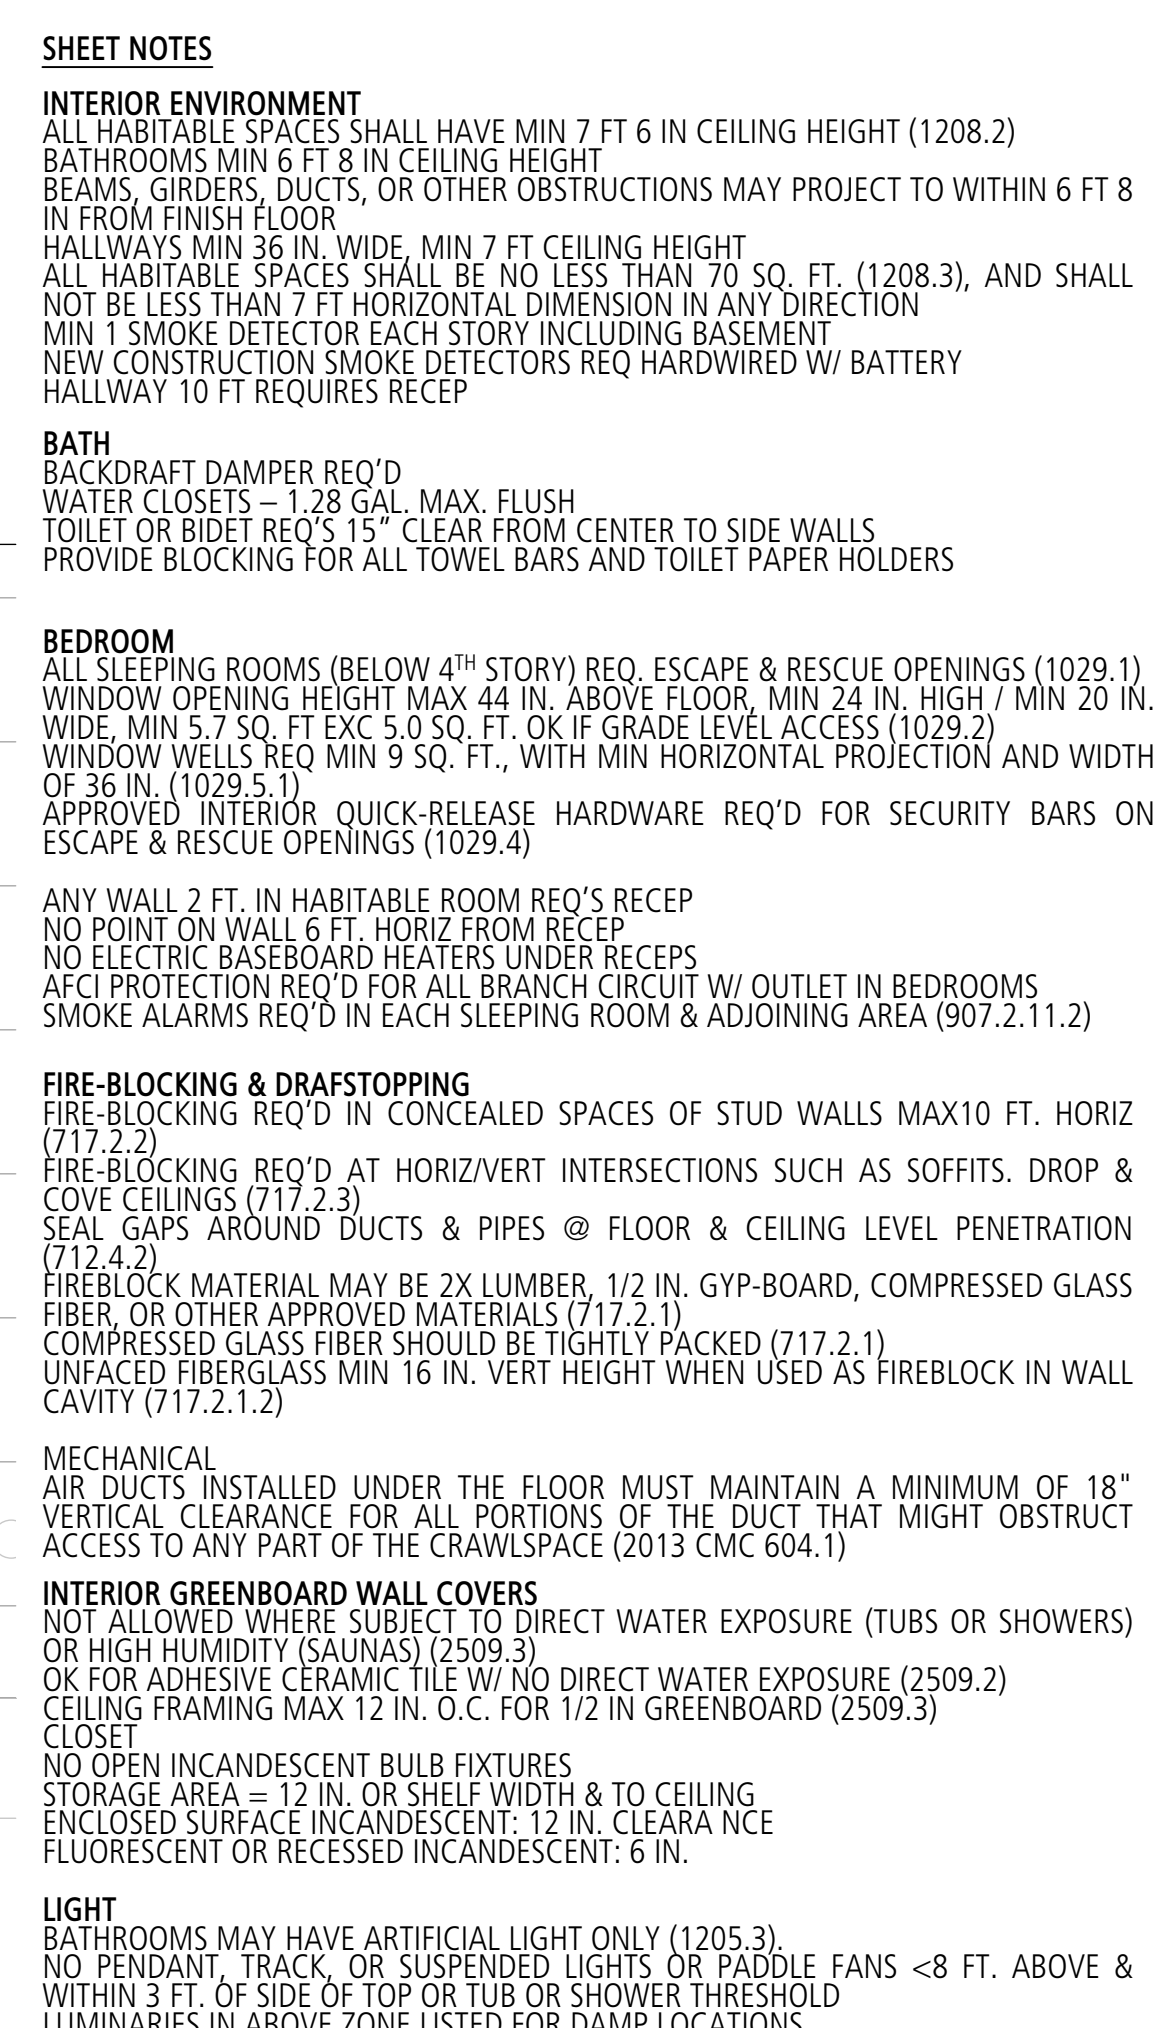 SHEET NOTES
INTERIOR ENVIRONMENT
ALL HABITABLE SPACES SHALL HAVE MIN 7 FT 6 IN CEILING HEIGHT (1208.2)
BATHROOMS MIN 6 FT 8 IN CEILING HEIGHT
BEAMS, GIRDERS, DUCTS, OR OTHER OBSTRUCTIONS MAY PROJECT TO WITHIN 6 FT 8
IN FROM FINISH FLOOR
HALLWAYS MIN 36 IN. WIDE, MIN 7 FT CEILING HEIGHT
ALL HABITABLE SPACES SHALL BE NO LESS THAN 70 SQ. FT. (1208.3), AND SHALL
NOT BE LESS THAN 7 FT HORIZONTAL DIMENSION IN ANY DIRECTION
MIN 1 SMOKE DETECTOR EACH STORY INCLUDING BASEMENT
NEW CONSTRUCTION SMOKE DETECTORS REQ HARDWIRED W/ BATTERY
HALLWAY 10 FT REQUIRES RECEP
BATH
BACKDRAFT DAMPER REQ'D
WATER CLOSETS – 1.28 GAL. MAX. FLUSH
TOILET OR BIDET REQ'S 15" CLEAR FROM CENTER TO SIDE WALLS
PROVIDE BLOCKING FOR ALL TOWEL BARS AND TOILET PAPER HOLDERS
BEDROOM
ALL SLEEPING ROOMS (BELOW 4TH STORY) REQ. ESCAPE & RESCUE OPENINGS (1029.1)
WINDOW OPENING HEIGHT MAX 44 IN. ABOVE FLOOR, MIN 24 IN. HIGH / MIN 20 IN.
WIDE, MIN 5.7 SQ. FT EXC 5.0 SQ. FT. OK IF GRADE LEVEL ACCESS (1029.2)
WINDOW WELLS REQ MIN 9 SQ. FT., WITH MIN HORIZONTAL PROJECTION AND WIDTH
OF 36 IN. (1029.5.1)
APPROVED INTERIOR QUICK-RELEASE HARDWARE REQ'D FOR SECURITY BARS ON
ESCAPE & RESCUE OPENINGS (1029.4)
ANY WALL 2 FT. IN HABITABLE ROOM REQ'S RECEP
NO POINT ON WALL 6 FT. HORIZ FROM RECEP
NO ELECTRIC BASEBOARD HEATERS UNDER RECEPS
AFCI PROTECTION REQ'D FOR ALL BRANCH CIRCUIT W/ OUTLET IN BEDROOMS
SMOKE ALARMS REQ'D IN EACH SLEEPING ROOM & ADJOINING AREA (907.2.11.2)
FIRE-BLOCKING & DRAFSTOPPING
FIRE-BLOCKING REQ'D IN CONCEALED SPACES OF STUD WALLS MAX10 FT. HORIZ
(717.2.2)
FIRE-BLOCKING REQ'D AT HORIZ/VERT INTERSECTIONS SUCH AS SOFFITS. DROP &
COVE CEILINGS (717.2.3)
SEAL GAPS AROUND DUCTS & PIPES @ FLOOR & CEILING LEVEL PENETRATION
(712.4.2)
FIREBLOCK MATERIAL MAY BE 2X LUMBER, 1/2 IN. GYP-BOARD, COMPRESSED GLASS
FIBER, OR OTHER APPROVED MATERIALS (717.2.1)
COMPRESSED GLASS FIBER SHOULD BE TIGHTLY PACKED (717.2.1)
UNFACED FIBERGLASS MIN 16 IN. VERT HEIGHT WHEN USED AS FIREBLOCK IN WALL
CAVITY (717.2.1.2)
MECHANICAL
AIR DUCTS INSTALLED UNDER THE FLOOR MUST MAINTAIN A MINIMUM OF 18"
VERTICAL CLEARANCE FOR ALL PORTIONS OF THE DUCT THAT MIGHT OBSTRUCT
ACCESS TO ANY PART OF THE CRAWLSPACE (2013 CMC 604.1)
INTERIOR GREENBOARD WALL COVERS
NOT ALLOWED WHERE SUBJECT TO DIRECT WATER EXPOSURE (TUBS OR SHOWERS)
OR HIGH HUMIDITY (SAUNAS) (2509.3)
OK FOR ADHESIVE CERAMIC TILE W/ NO DIRECT WATER EXPOSURE (2509.2)
CEILING FRAMING MAX 12 IN. O.C. FOR 1/2 IN GREENBOARD (2509.3)
CLOSET
NO OPEN INCANDESCENT BULB FIXTURES
STORAGE AREA = 12 IN. OR SHELF WIDTH & TO CEILING
ENCLOSED SURFACE INCANDESCENT: 12 IN. CLEARA NCE
FLUORESCENT OR RECESSED INCANDESCENT: 6 IN.
LIGHT
BATHROOMS MAY HAVE ARTIFICIAL LIGHT ONLY (1205.3).
NO PENDANT, TRACK, OR SUSPENDED LIGHTS OR PADDLE FANS <8 FT. ABOVE &
WITHIN 3 FT. OF SIDE OF TOP OR TUB OR SHOWER THRESHOLD
LUMINARIES IN ABOVE ZONE LISTED FOR DAMP LOCATIONS